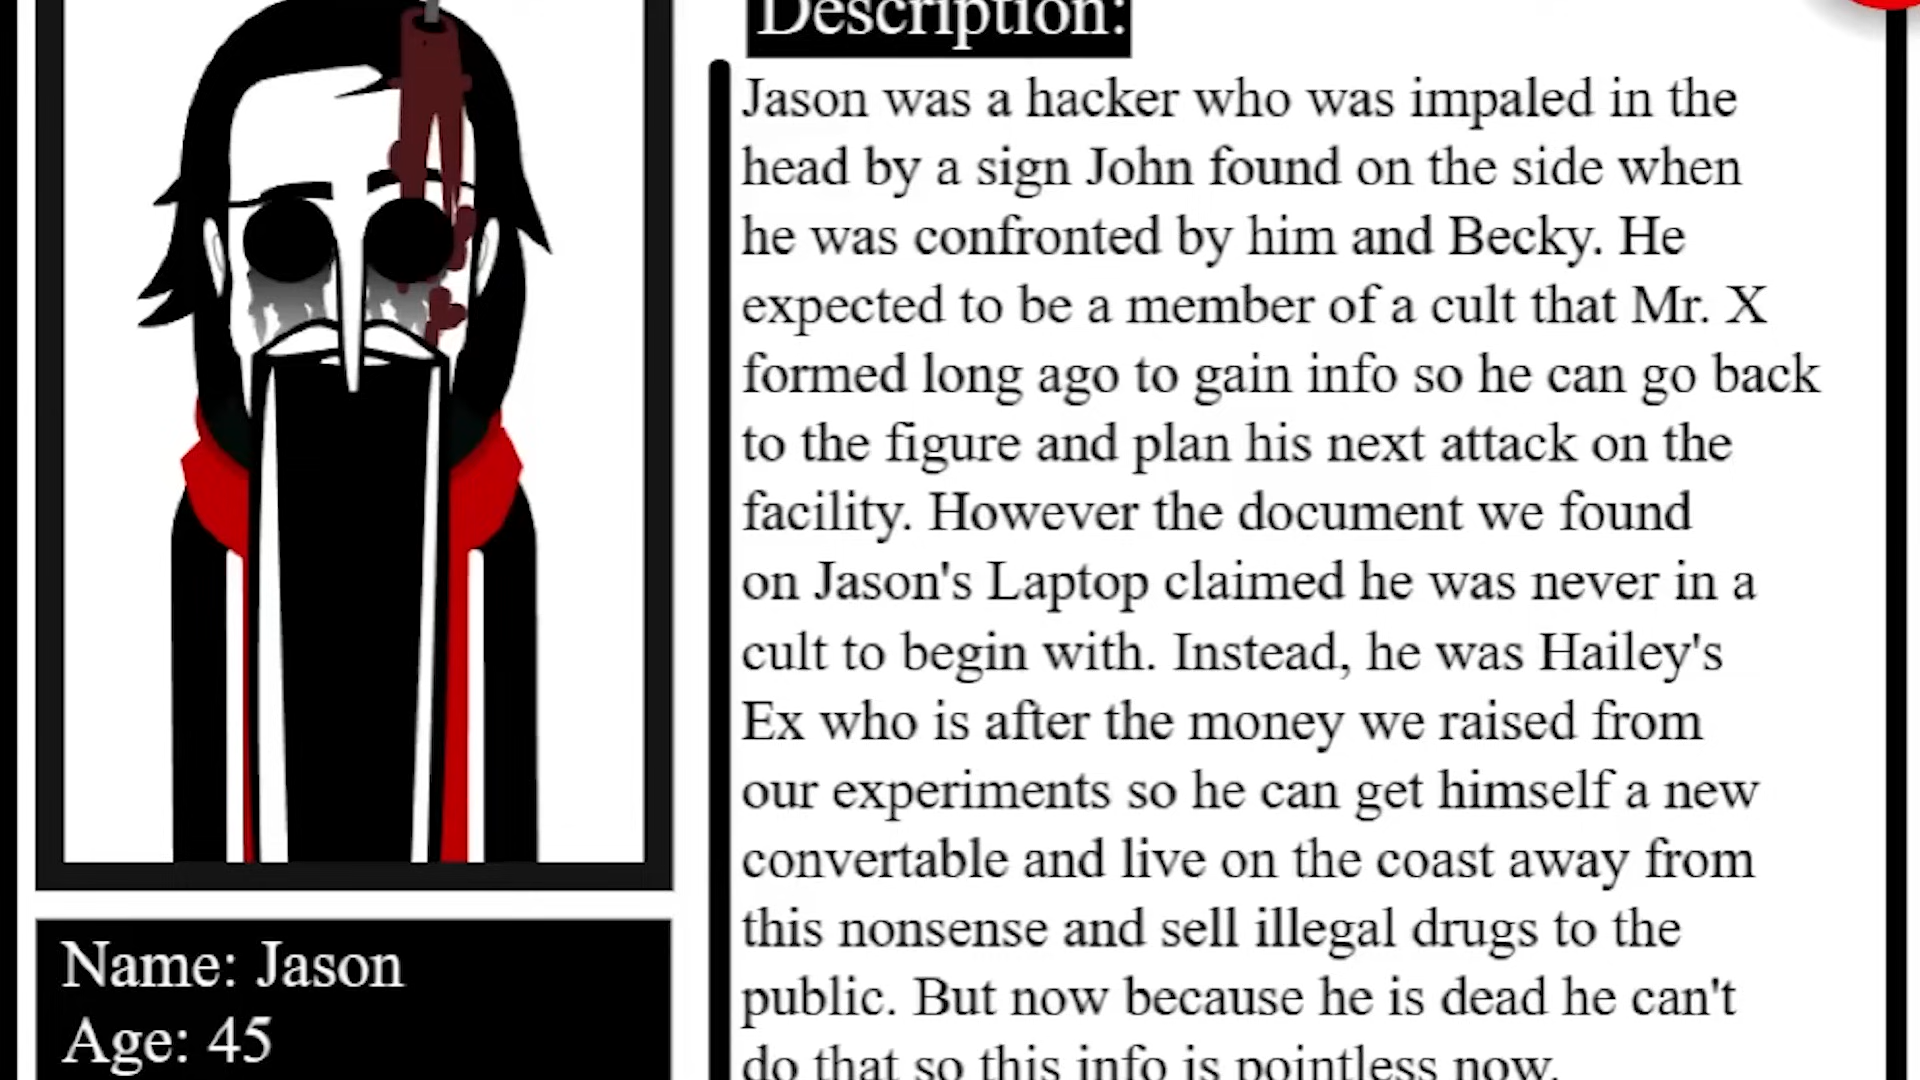 Description:
Jason was a hacker who was impaled in the
head by a sign John found on the side when
he was confronted by him and Becky. He
expected to be a member of a cult that Mr. X
formed long ago to gain info so he can go back
to the figure and plan his next attack on the
facility. However the document we found
on Jason's Laptop claimed he was never in a
cult to begin with. Instead, he was Hailey's
Ex who is after the money we raised from
our experiments so he can get himself a new
convertable and live on the coast away from
this nonsense and sell illegal drugs to the
public. But now because he is dead he can't
do that so this info is pointless now.
Name: Jason
Age: 45